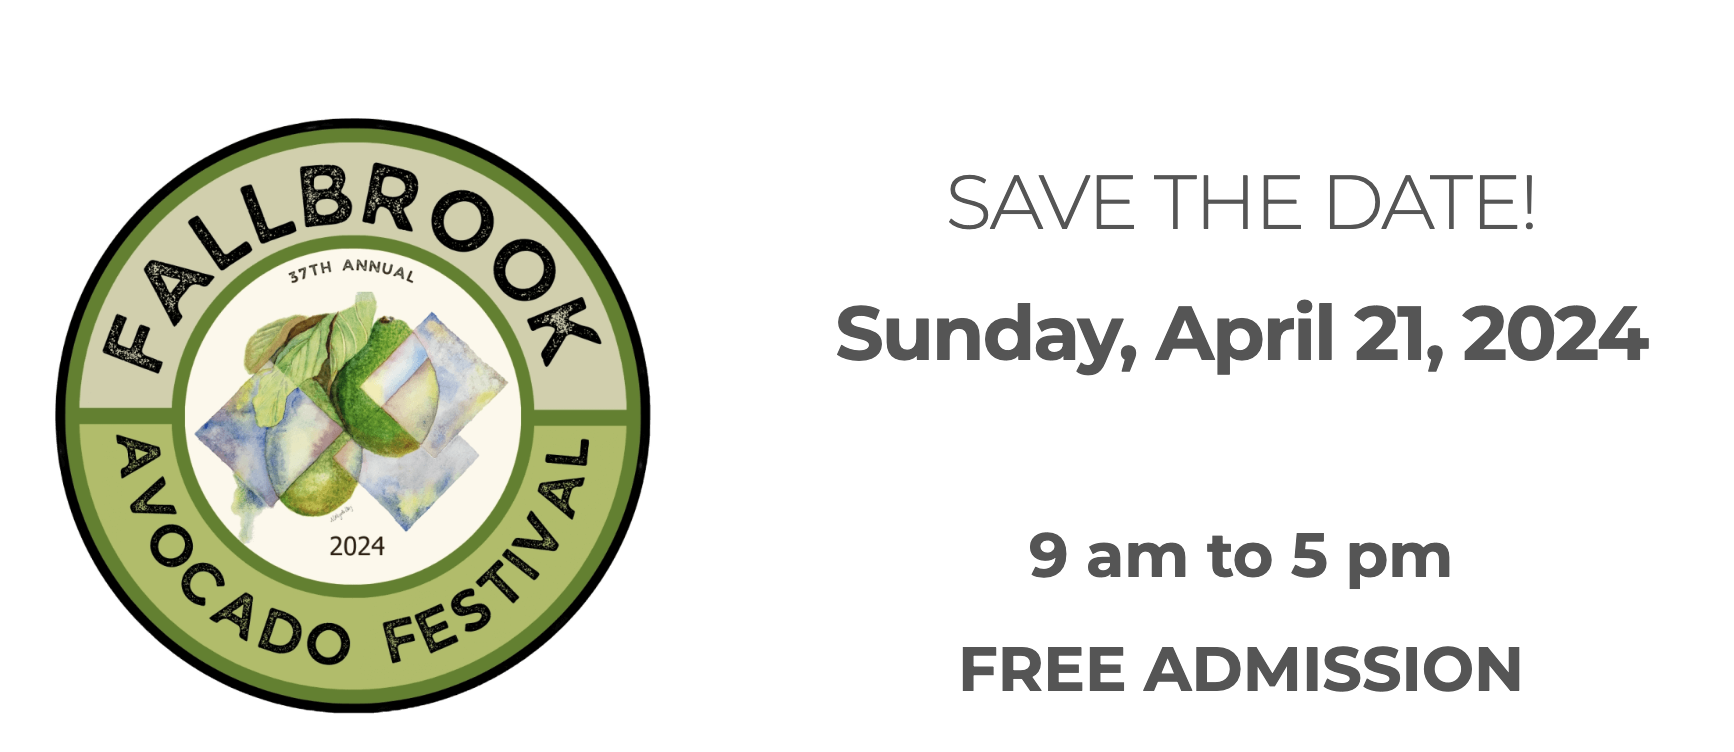 FALLBROOK
37TH ANNUAL
2024
AVOCADO FESTIVAL
SAVE THE DATE!
Sunday, April 21, 2024
9 am to 5 pm
FREE ADMISSION